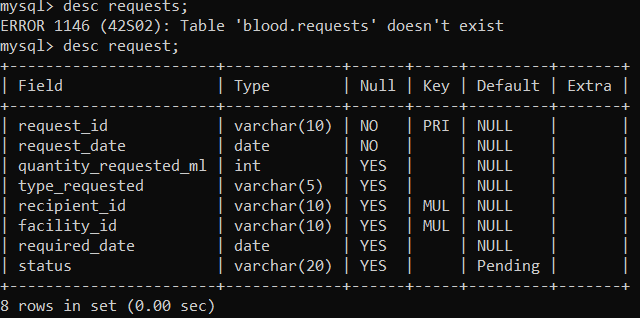 mysql> desc requests;
ERROR 1146 (42S02): Table 'blood.requests' doesn't exist
mysql> desc request;
+-----------------------+-------------+------+-----+---------+-------+
| Field                 | Type        | Null | Key | Default | Extra |
+-----------------------+-------------+------+-----+---------+-------+
| request_id            | varchar(10) | NO   | PRI | NULL    |       |
| request_date          | date        | NO   |     | NULL    |       |
| quantity_requested_ml | int         | YES  |     | NULL    |       |
| type_requested        | varchar(5)  | YES  |     | NULL    |       |
| recipient_id          | varchar(10) | YES  | MUL | NULL    |       |
| facility_id           | varchar(10) | YES  | MUL | NULL    |       |
| required_date         | date        | YES  |     | NULL    |       |
| status                | varchar(20) | YES  |     | Pending |       |
+-----------------------+-------------+------+-----+---------+-------+
8 rows in set (0.00 sec)